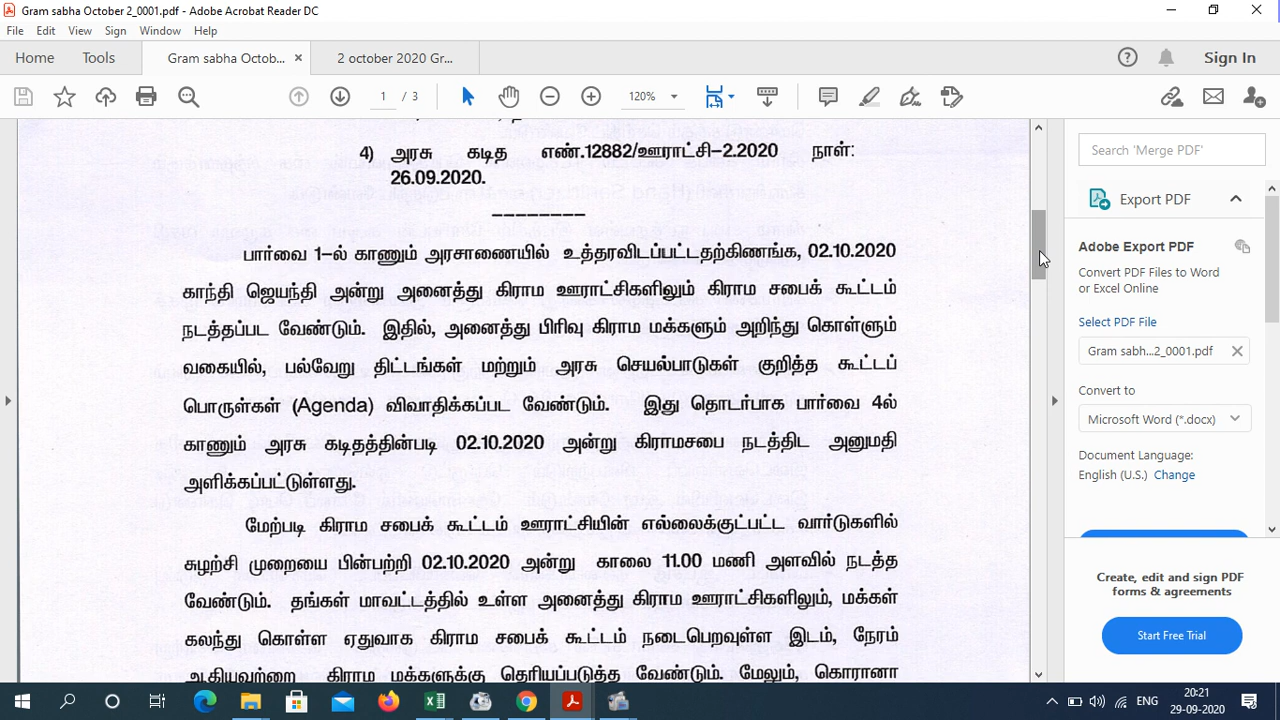 Gram sabha October 2_0001.pdf - Adobe Acrobat Reader DC
File Edit View Sign Window Help
Home Tools Gram sabha Octob... × 2 october 2020 Gr... Sign In
1 / 3 120%
4) அரசு கடித எண்.12882/ஊராட்சி-2.2020 நாள்:
26.09.2020.
--------
பார்வை 1-ல் காணும் அரசாணையில் உத்தரவிடப்பட்டதற்கிணங்க, 02.10.2020
காந்தி ஜெயந்தி அன்று அனைத்து கிராம ஊராட்சிகளிலும் கிராம சபைக் கூட்டம்
நடத்தப்பட வேண்டும். இதில், அனைத்து பிரிவு கிராம மக்களும் அறிந்து கொள்ளும்
வகையில், பல்வேறு திட்டங்கள் மற்றும் அரசு செயல்பாடுகள் குறித்த கூட்டப்
பொருள்கள் (Agenda) விவாதிக்கப்பட வேண்டும். இது தொடர்பாக பார்வை 4ல்
காணும் அரசு கடிதத்தின்படி 02.10.2020 அன்று கிராமசபை நடத்திட அனுமதி
அளிக்கப்பட்டுள்ளது.
மேற்படி கிராம சபைக் கூட்டம் ஊராட்சியின் எல்லைக்குட்பட்ட வார்டுகளில்
சுழற்சி முறையை பின்பற்றி 02.10.2020 அன்று காலை 11.00 மணி அளவில் நடத்த
வேண்டும். தங்கள் மாவட்டத்தில் உள்ள அனைத்து கிராம ஊராட்சிகளிலும், மக்கள்
கலந்து கொள்ள ஏதுவாக கிராம சபைக் கூட்டம் நடைபெறவுள்ள இடம், நேரம்
ஆகியவற்றை கிராம மக்களுக்கு தெரியப்படுத்த வேண்டும். மேலும், கொரானா
Search 'Merge PDF'
Export PDF
Adobe Export PDF
Convert PDF Files to Word
or Excel Online
Select PDF File
Gram sabh...2_0001.pdf
Convert to
Microsoft Word (*.docx)
Document Language:
English (U.S.) Change
Create, edit and sign PDF
forms & agreements
Start Free Trial
ENG
20:21
29-09-2020